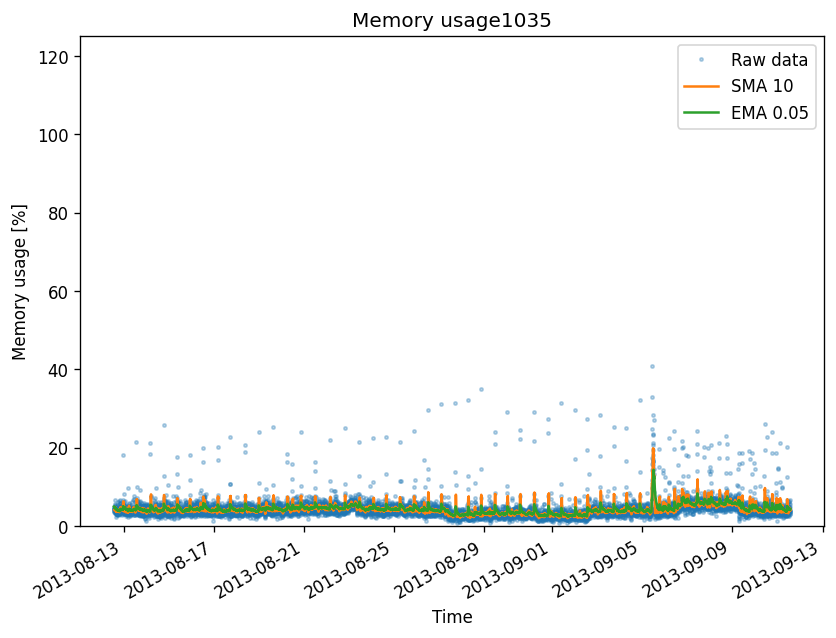 Memory usage1035
Raw data
SMA 10
EMA 0.05
Memory usage [%]
120
100
80
60
40
20
0
2013-08-13
2013-08-17
2013-08-21
2013-08-25
2013-08-29
2013-09-01
2013-09-05
2013-09-09
2013-09-13
Time